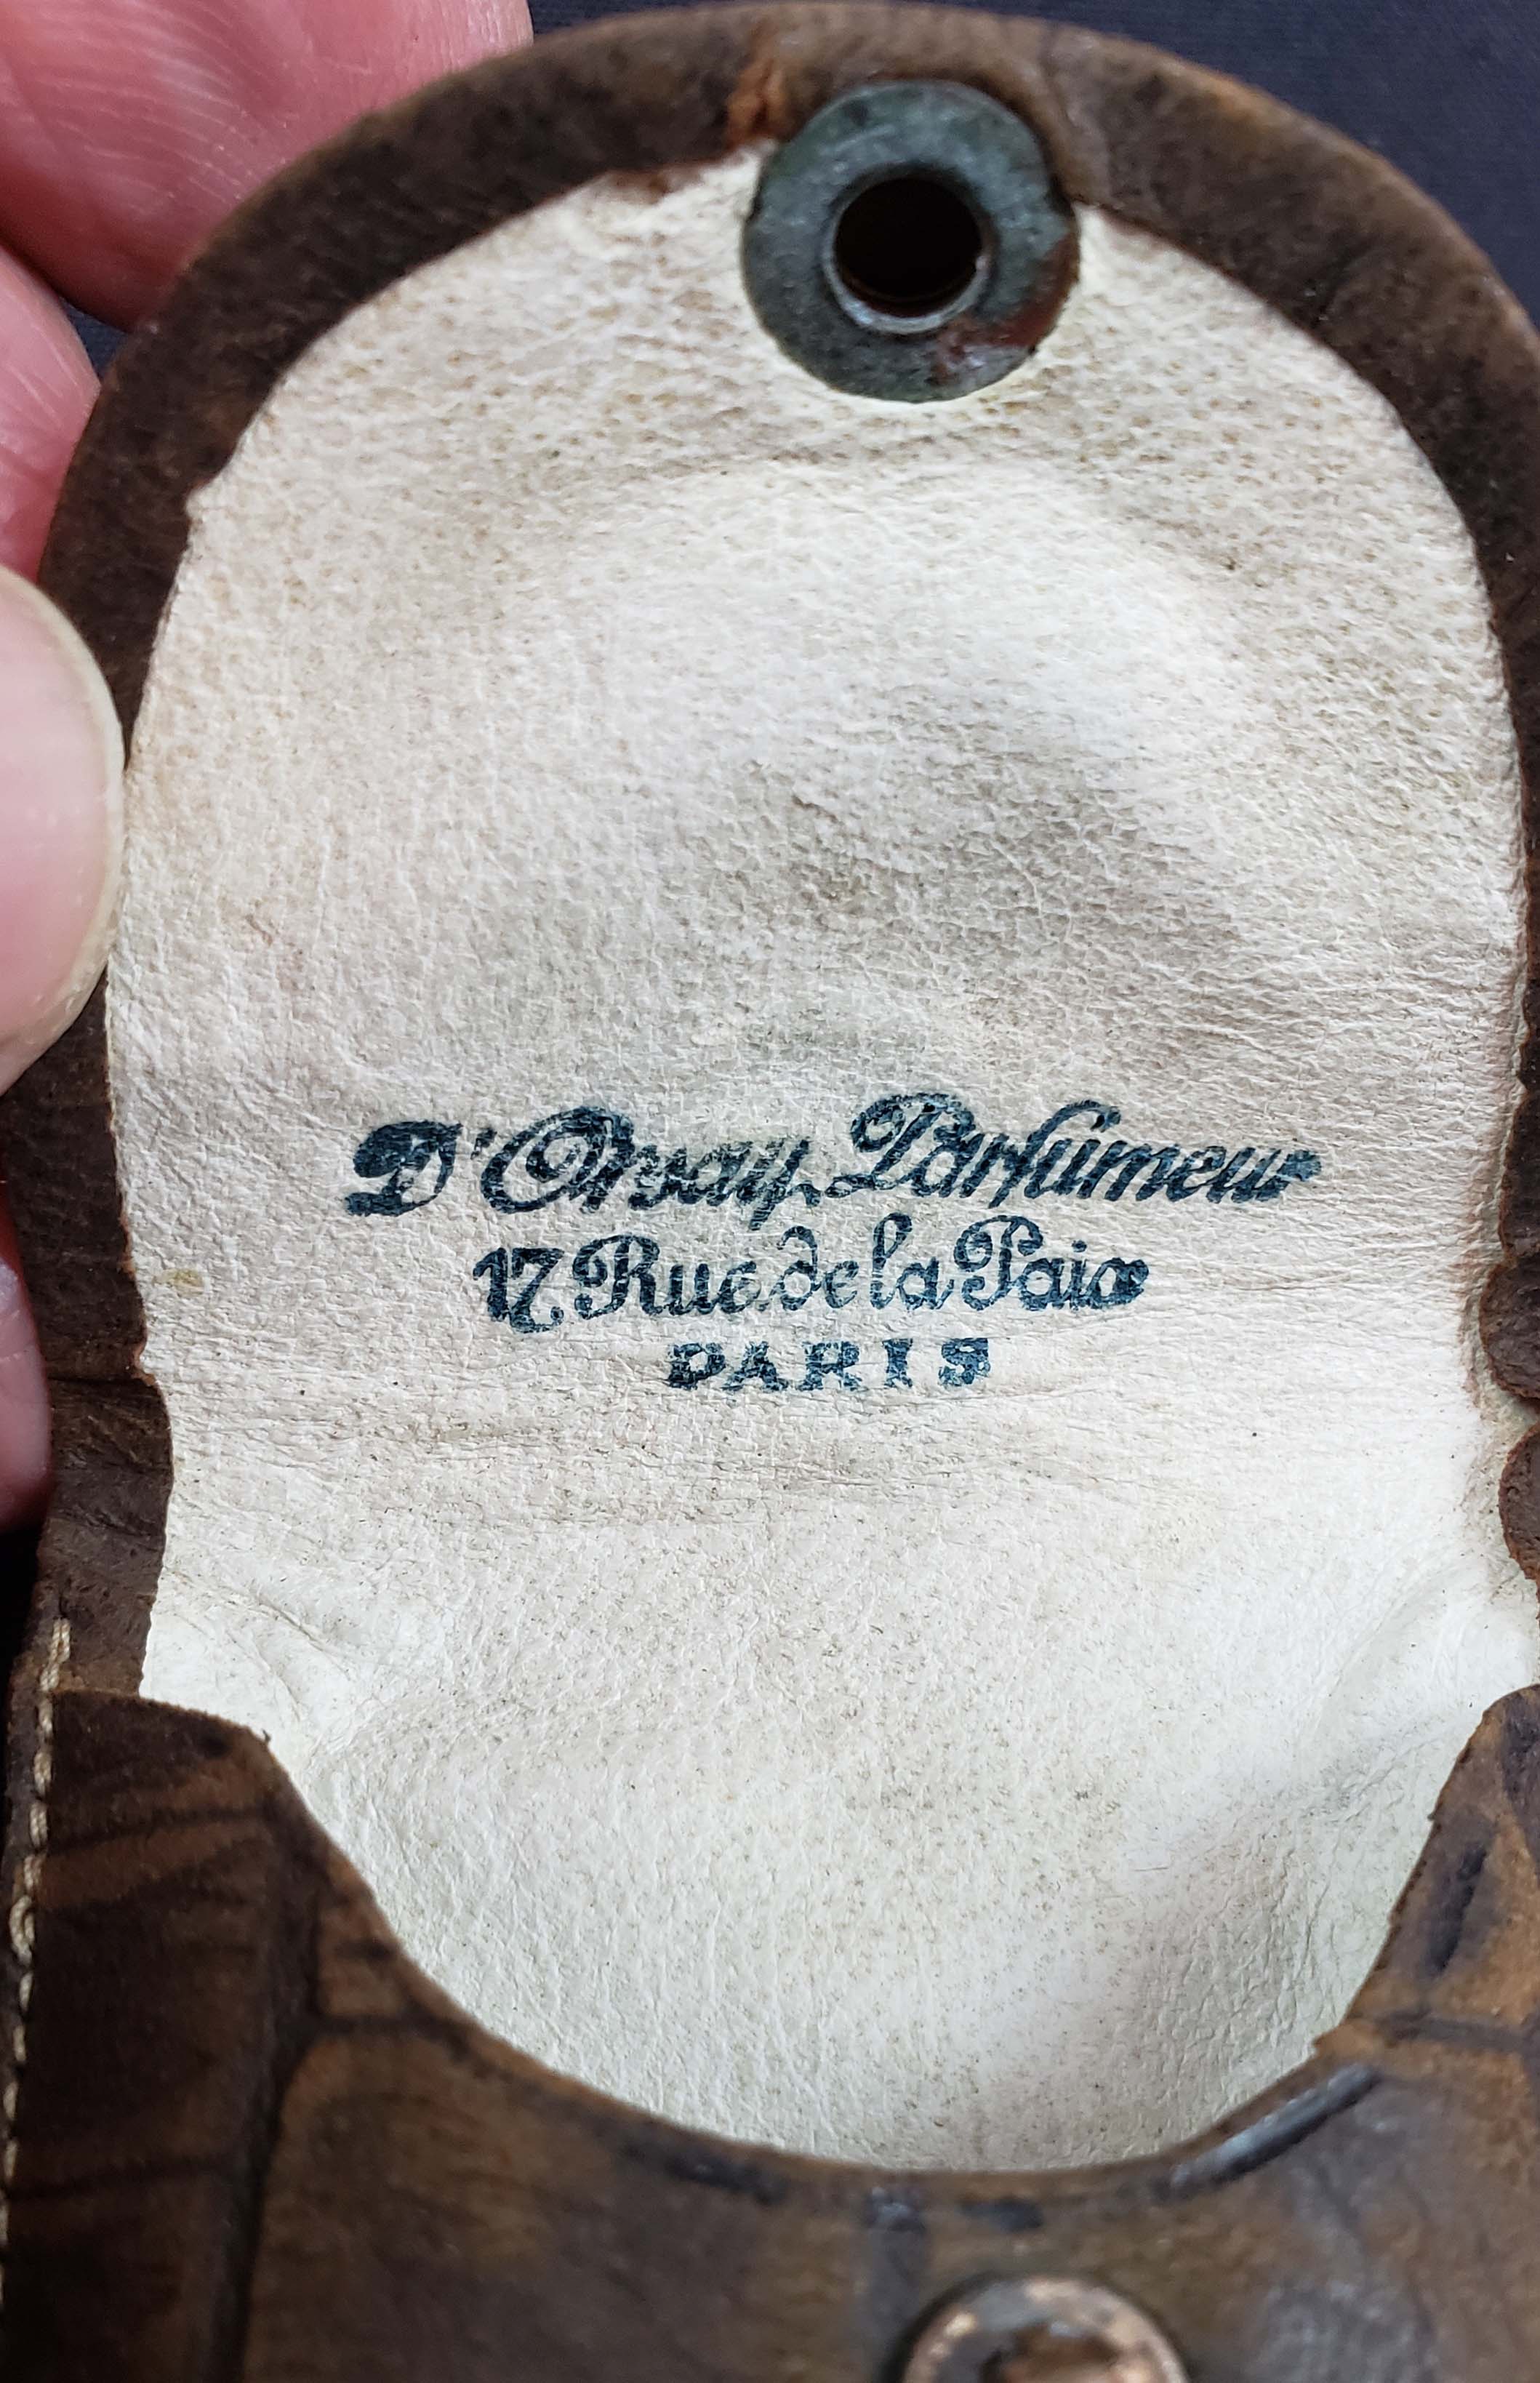 D'Orsay, Parfumeur
17 Rue de la Paix
PARIS